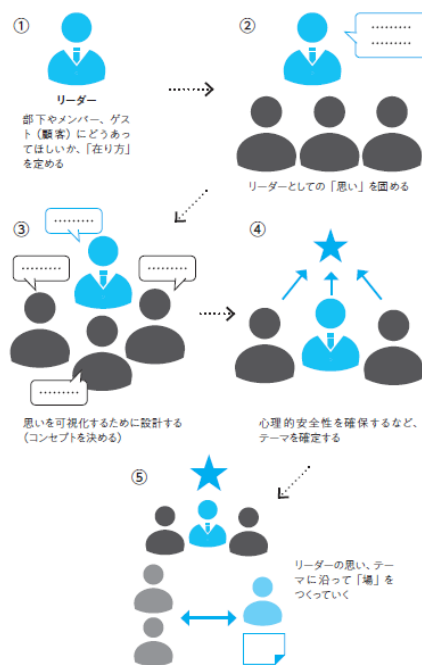 ①
リーダー
部下やメンバー、ゲス
ト（顧客）にどうあっ
てほしいか、「在り方」
を定める
②
リーダーとしての「思い」を固める
③
思いを可視化するために設計する
（コンセプトを決める）
④
心理的安全性を確保するなど、
テーマを確定する
⑤
リーダーの思い、テー
マに沿って「場」を
つくっていく